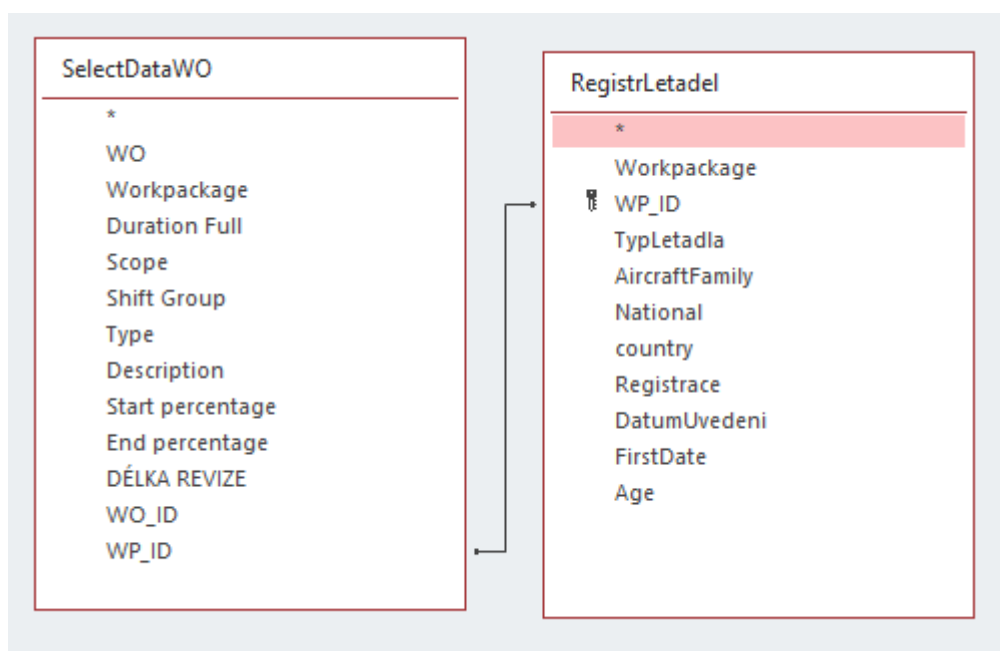 SelectDataWO
*
WO
Workpackage
Duration Full
Scope
Shift Group
Type
Description
Start percentage
End percentage
DÉLKA REVIZE
WO_ID
WP_ID
RegistrLetadel
*
Workpackage
WP_ID
TypLetadla
AircraftFamily
National
country
Registrace
DatumUvedeni
FirstDate
Age